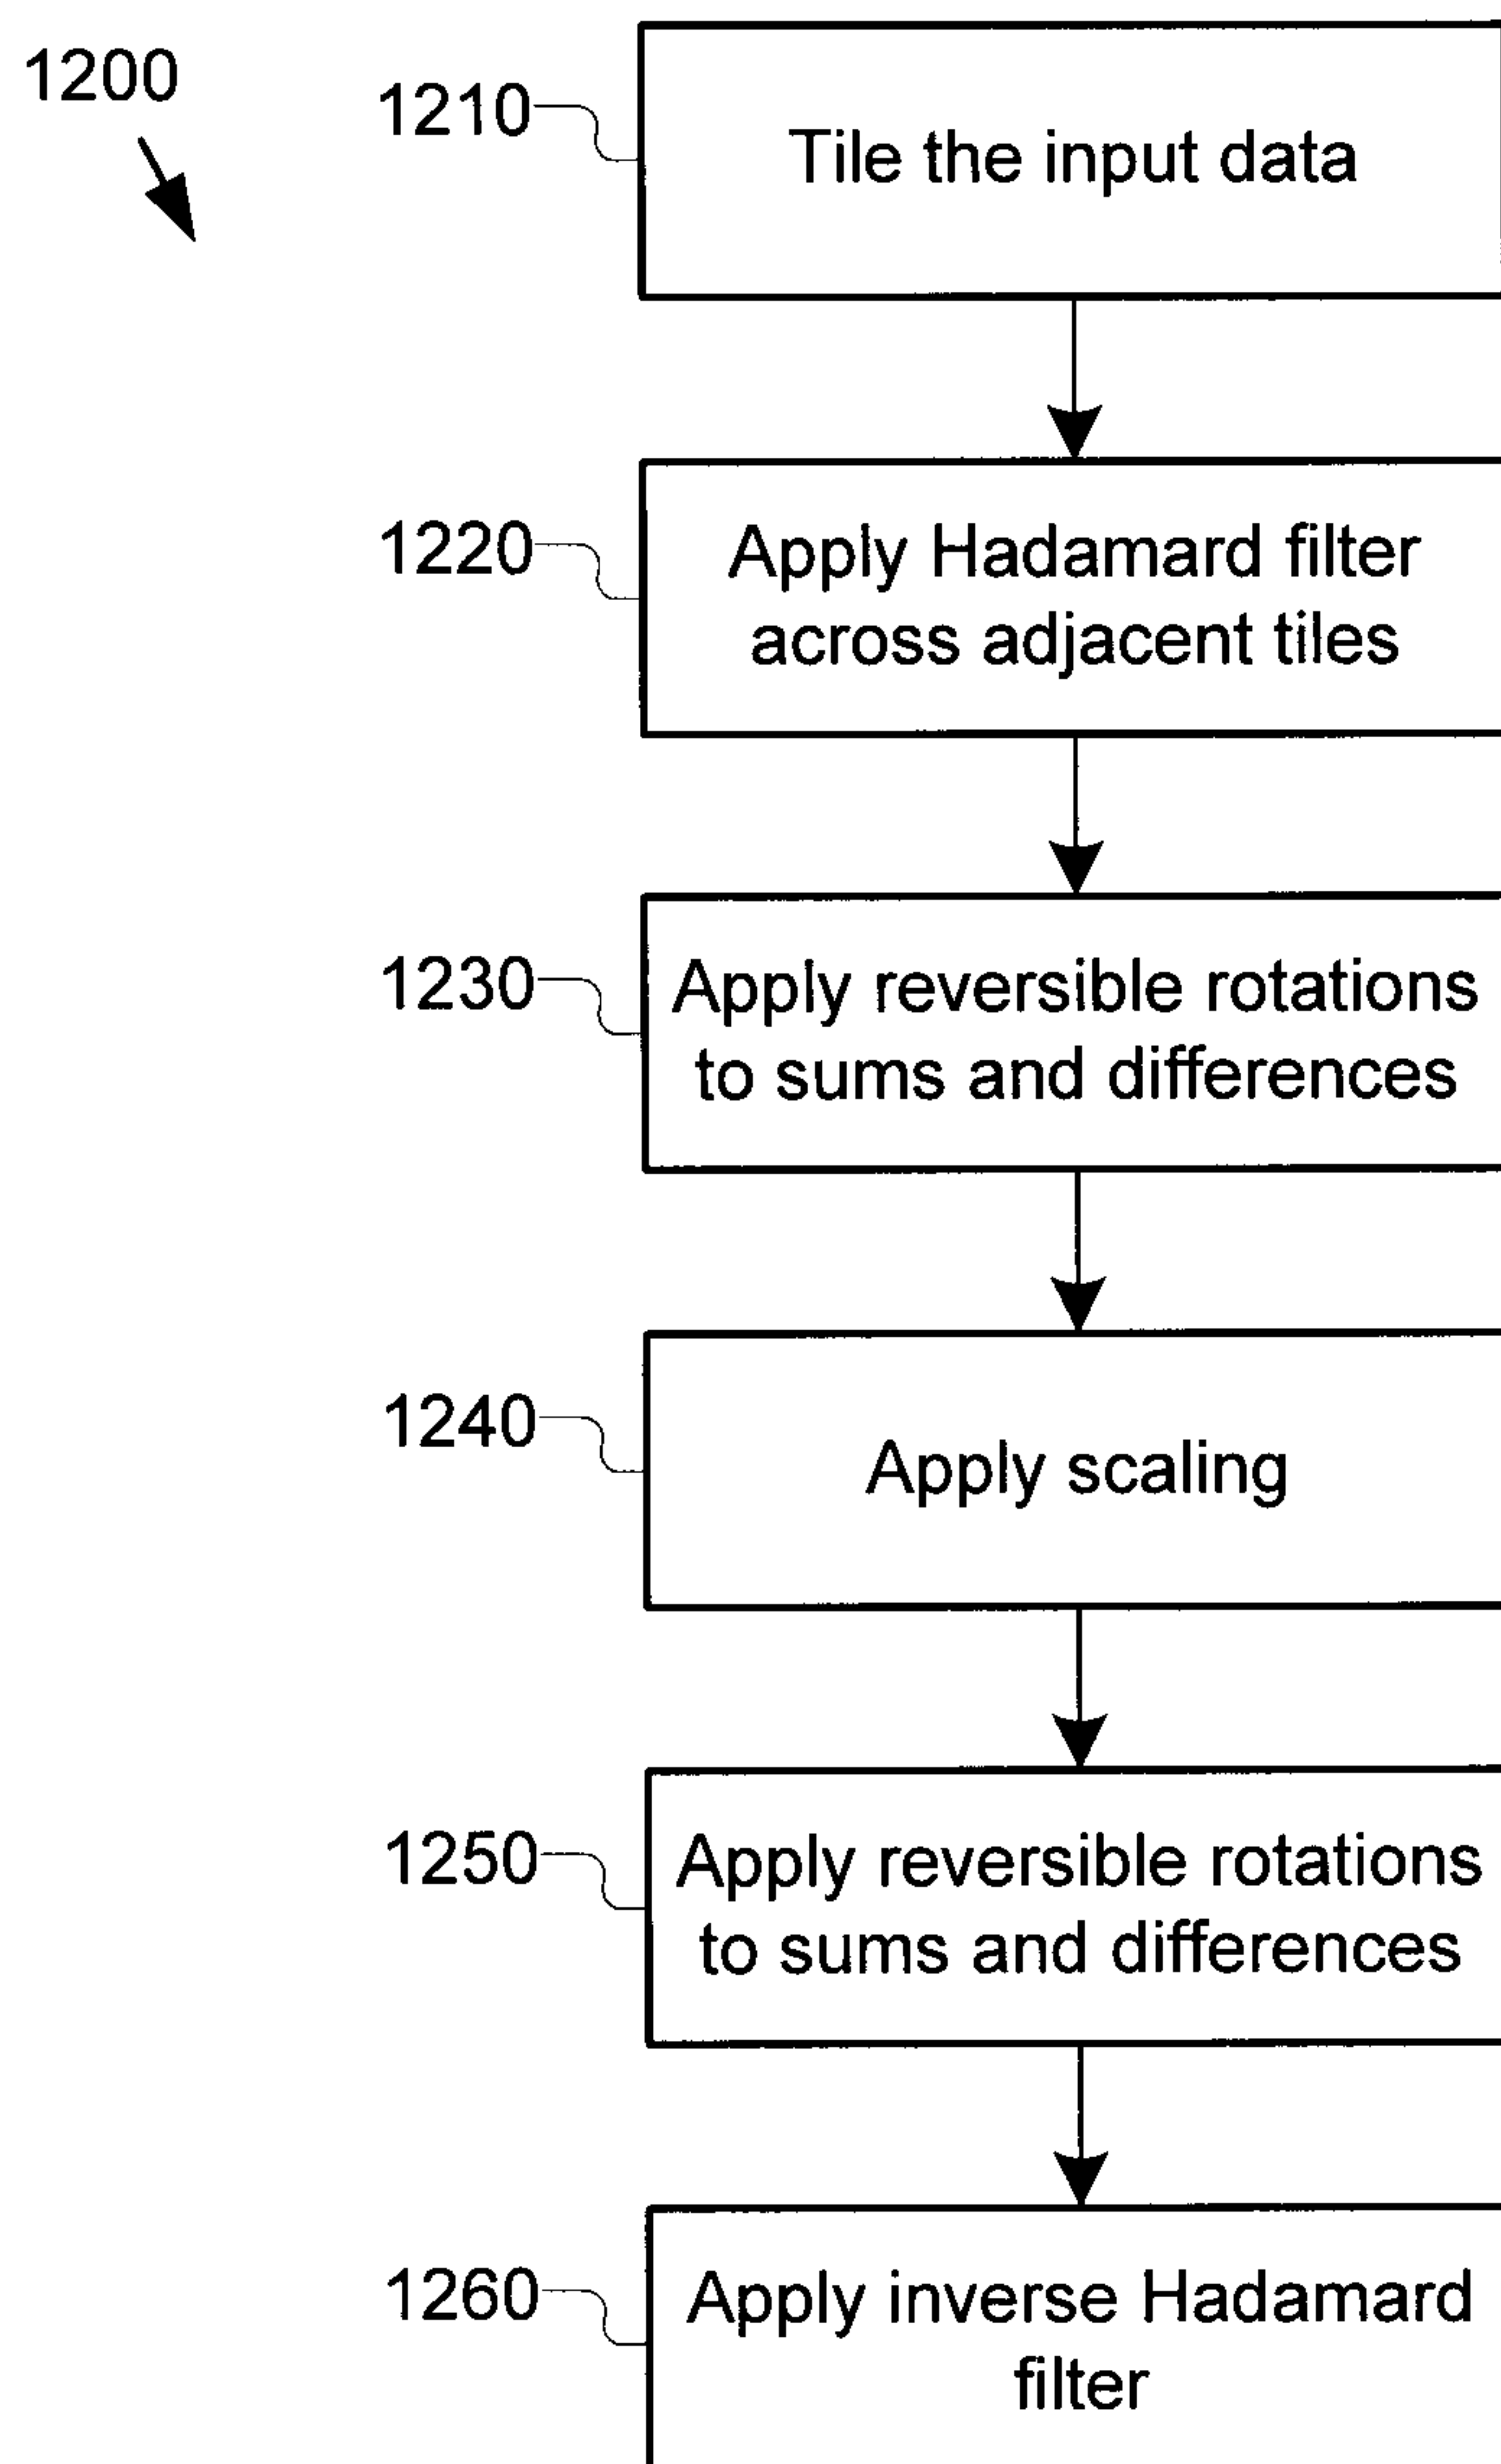 1200
1210
Tile the input data
1220
Apply Hadamard filter
across adjacent tiles
1230
Apply reversible rotations
to sums and differences
1240
Apply scaling
1250
Apply reversible rotations
to sums and differences
1260
Apply inverse Hadamard
filter